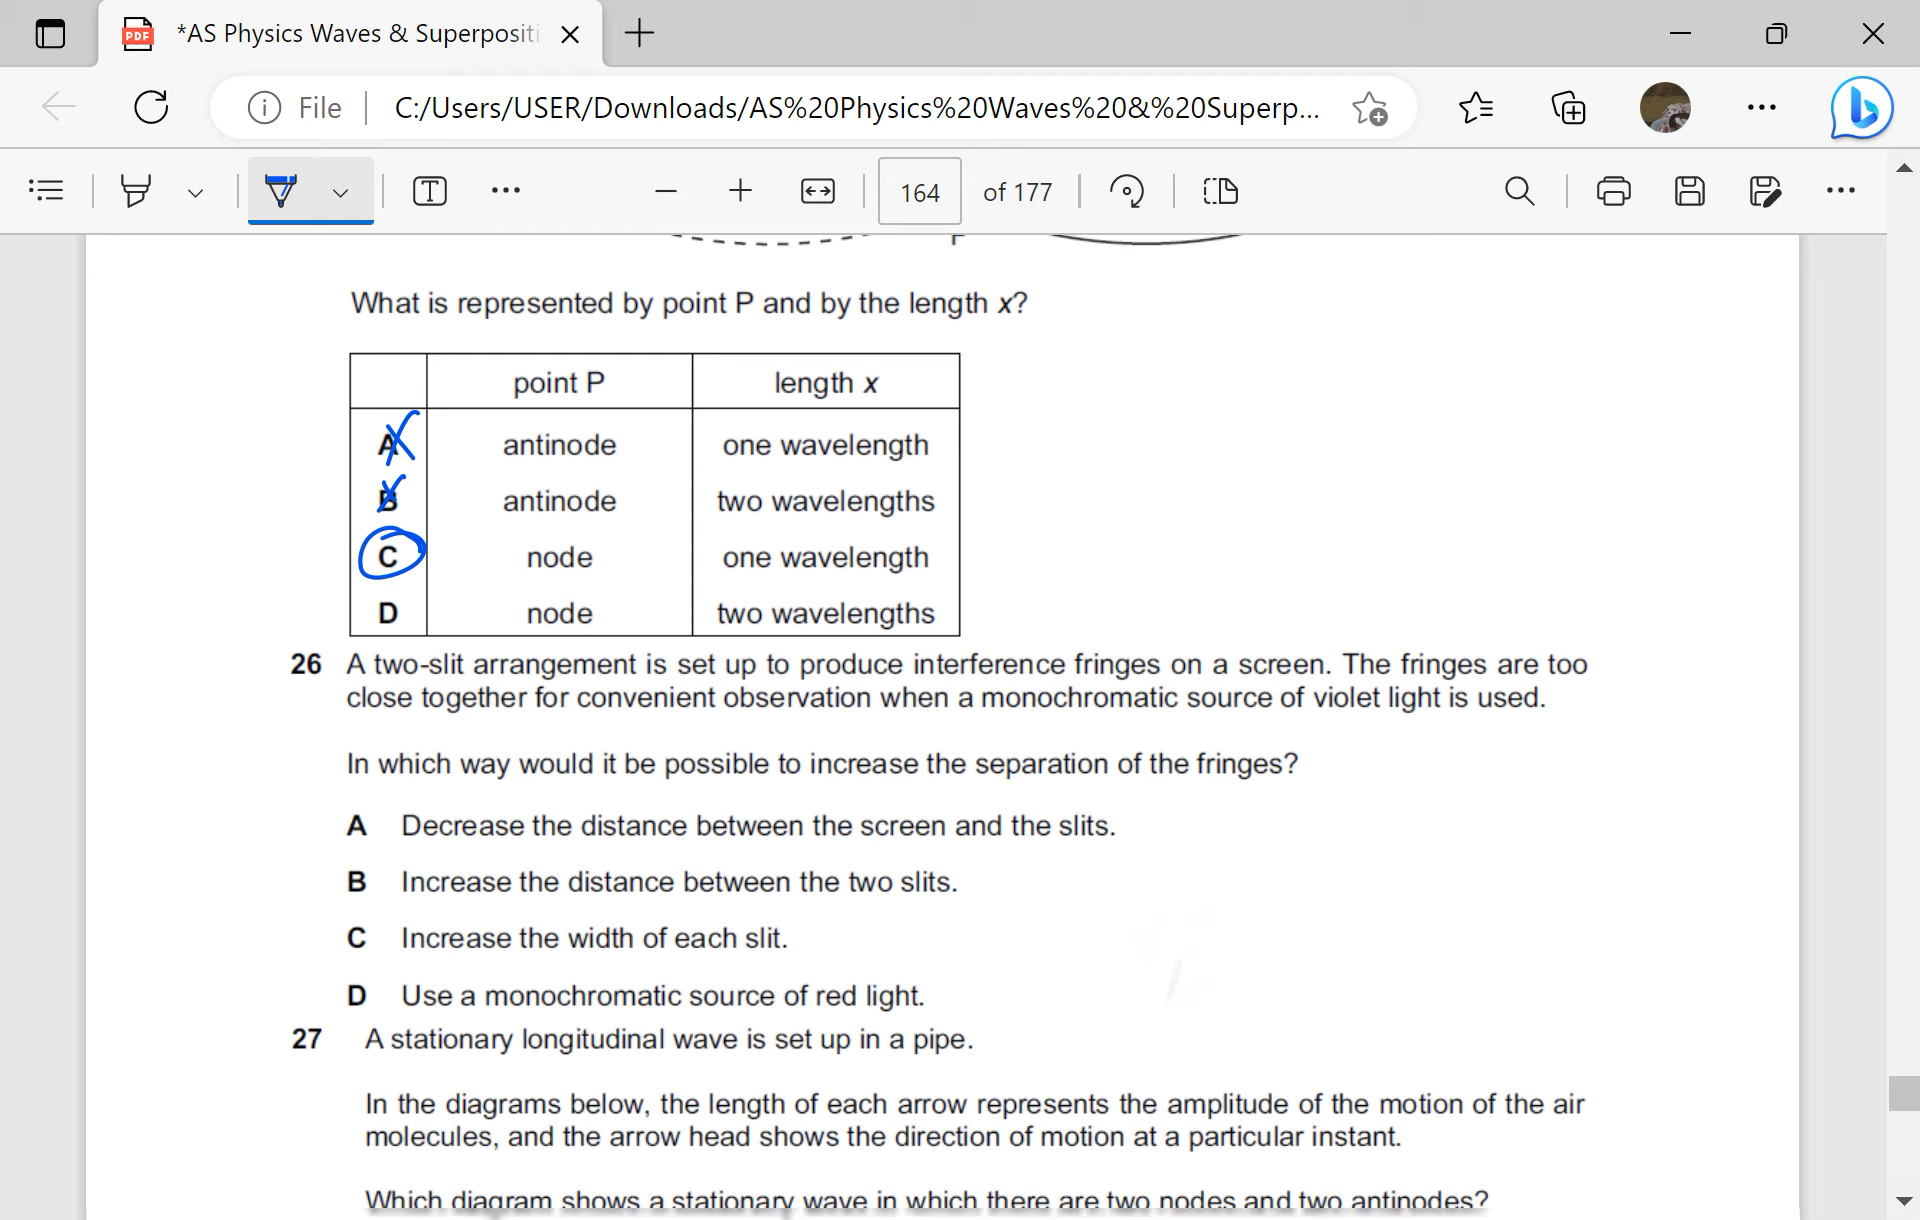 *AS Physics Waves & Superpositi
File
C:/Users/USER/Downloads/AS%20Physics%20Waves%20&%20Superp...
164 of 177
What is represented by point P and by the length x?
point P length x
A antinode one wavelength
B antinode two wavelengths
C node one wavelength
D node two wavelengths
26 A two-slit arrangement is set up to produce interference fringes on a screen. The fringes are too
close together for convenient observation when a monochromatic source of violet light is used.
In which way would it be possible to increase the separation of the fringes?
A Decrease the distance between the screen and the slits.
B Increase the distance between the two slits.
C Increase the width of each slit.
D Use a monochromatic source of red light.
27 A stationary longitudinal wave is set up in a pipe.
In the diagrams below, the length of each arrow represents the amplitude of the motion of the air
molecules, and the arrow head shows the direction of motion at a particular instant.
Which diagram shows a stationary wave in which there are two nodes and two antinodes?